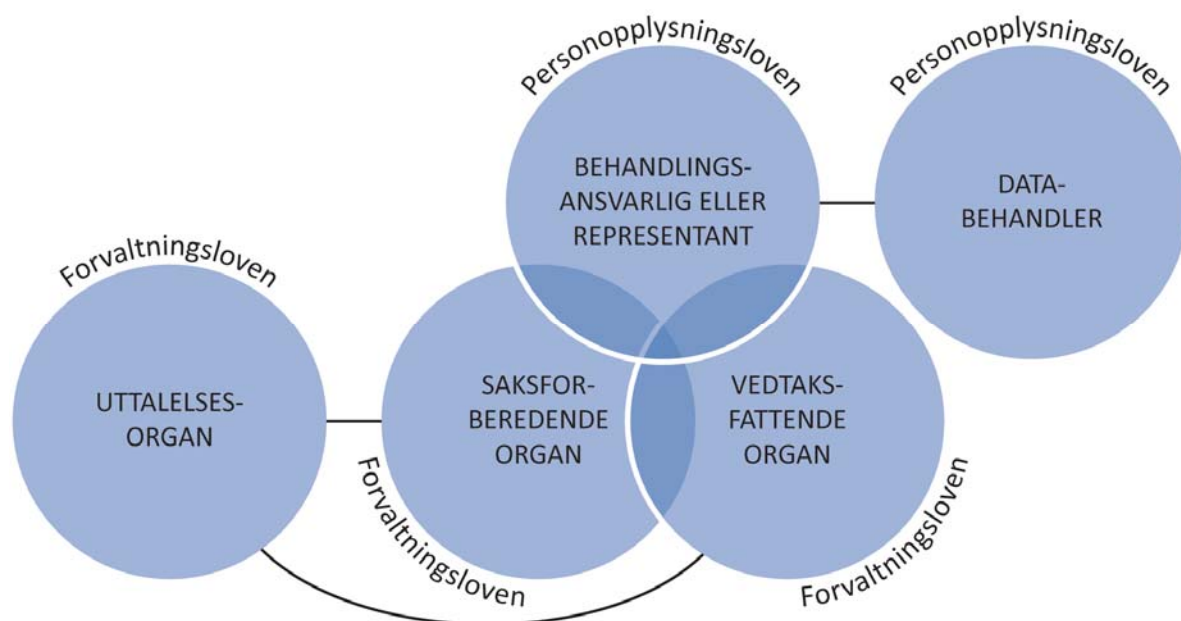 Personopplysningsloven
BEHANDLINGS-
ANSVARLIG ELLER
REPRESENTANT
Personopplysningsloven
DATA-
BEHANDLER
Forvaltningsloven
UTTALELSES-
ORGAN
SAKSFOR-
BEREDENDE
ORGAN
Forvaltningsloven
VEDTAKS-
FATTENDE
ORGAN
Forvaltningsloven